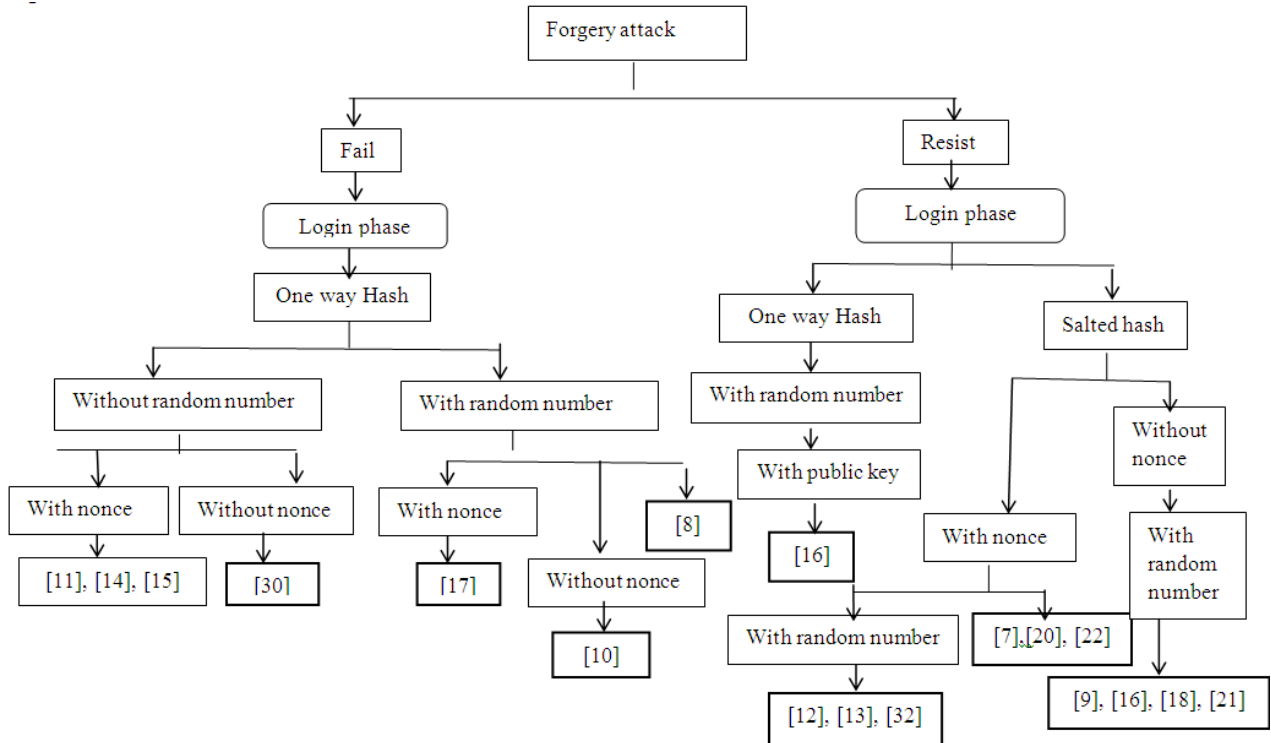 Forgery attack
Fail
Resist
Login phase
Login phase
One way Hash
One way Hash
Salted hash
Without random number
With random number
With random number
Without
nonce
With public key
With nonce
Without nonce
With nonce
[8]
With nonce
With
random
number
[16]
[11], [14], [15]
[30]
[17]
Without nonce
With random number
[7],[20], [22]
[10]
[12], [13], [32]
[9], [16], [18], [21]